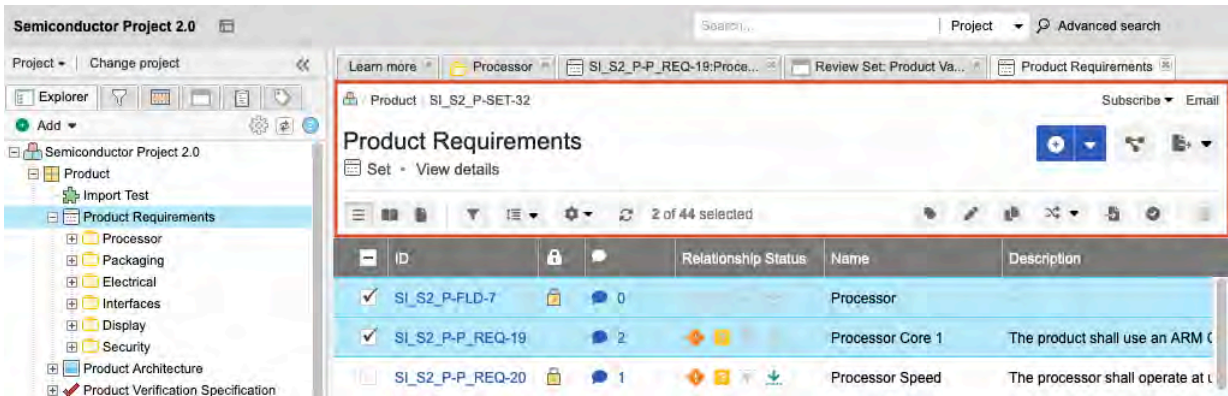 Semiconductor Project 2.0
Search... Project Advanced search
Project Change project
Learn more Processor SI_S2_P-P_REQ-19:Proce... Review Set: Product Va... Product Requirements
Explorer
Product SI_S2_P-SET-32 Subscribe Email
Add
Product Requirements
Semiconductor Project 2.0
Set • View details
Product
Import Test
Product Requirements
2 of 44 selected
Processor
Packaging
Electrical
Interfaces
Display
Security
Product Architecture
Product Verification Specification
ID Relationship Status Name Description
SI_S2_P-FLD-7 0 Processor
SI_S2_P-P_REQ-19 2 Processor Core 1 The product shall use an ARM
SI_S2_P-P_REQ-20 1 Processor Speed The processor shall operate at